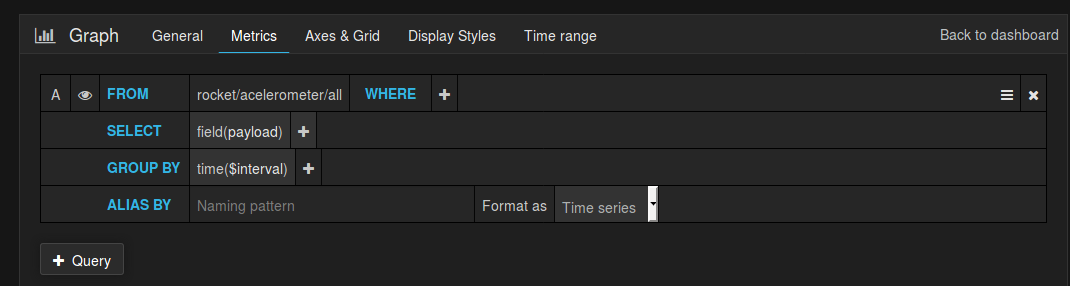 Graph General Metrics Axes & Grid Display Styles Time range Back to dashboard
A FROM rocket/acelerometer/all WHERE
SELECT field(payload)
GROUP BY time($interval)
ALIAS BY Naming pattern Format as Time series
Query